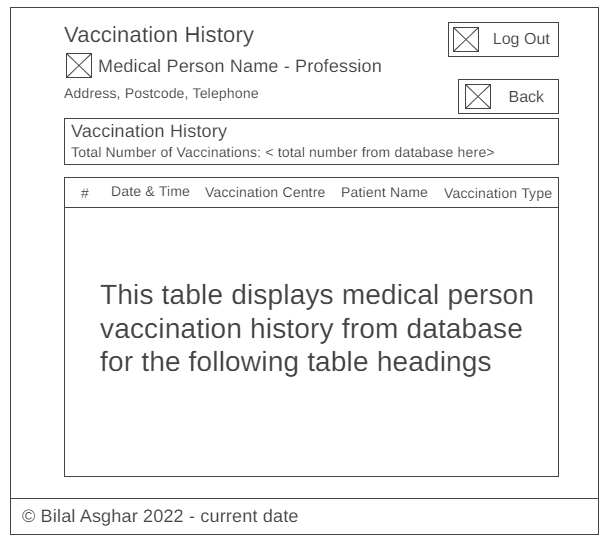 Vaccination History
Log Out
Medical Person Name - Profession
Address, Postcode, Telephone
Back
Vaccination History
Total Number of Vaccinations: < total number from database here>
# Date & Time Vaccination Centre Patient Name Vaccination Type
This table displays medical person
vaccination history from database
for the following table headings
© Bilal Asghar 2022 - current date